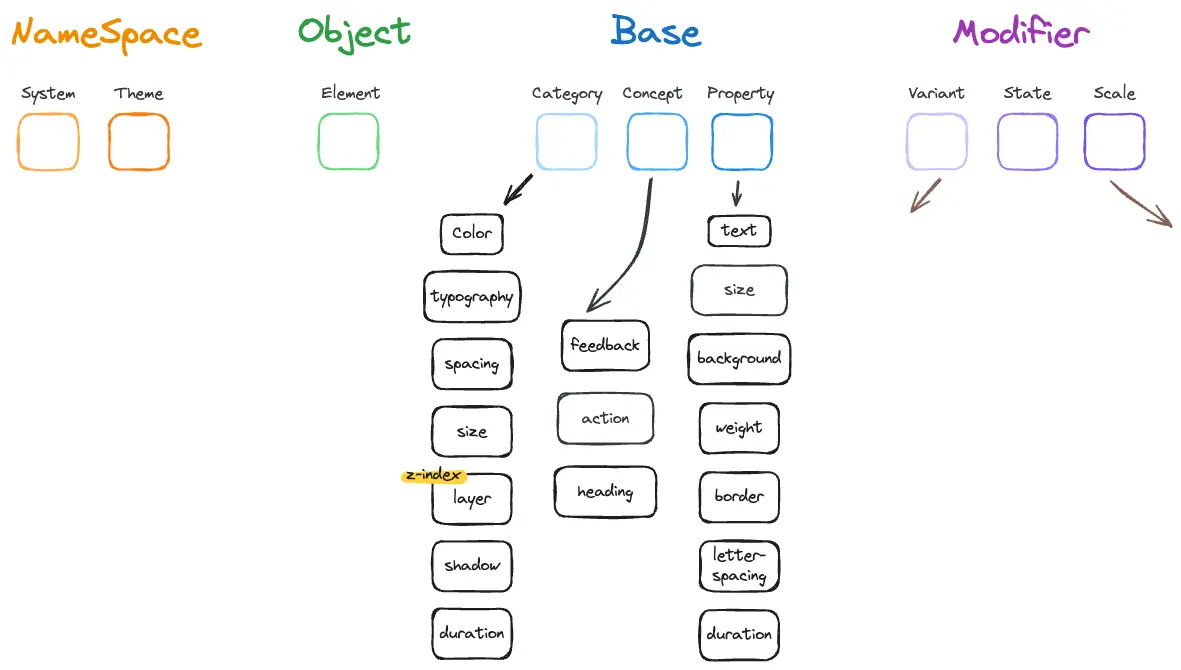 NameSpace
Object
Base
Modifier
System
Theme
Element
Category
Concept
Property
Variant
State
Scale
Color
typography
spacing
size
z-index
layer
shadow
duration
feedback
action
heading
text
size
background
weight
border
letter-
spacing
duration